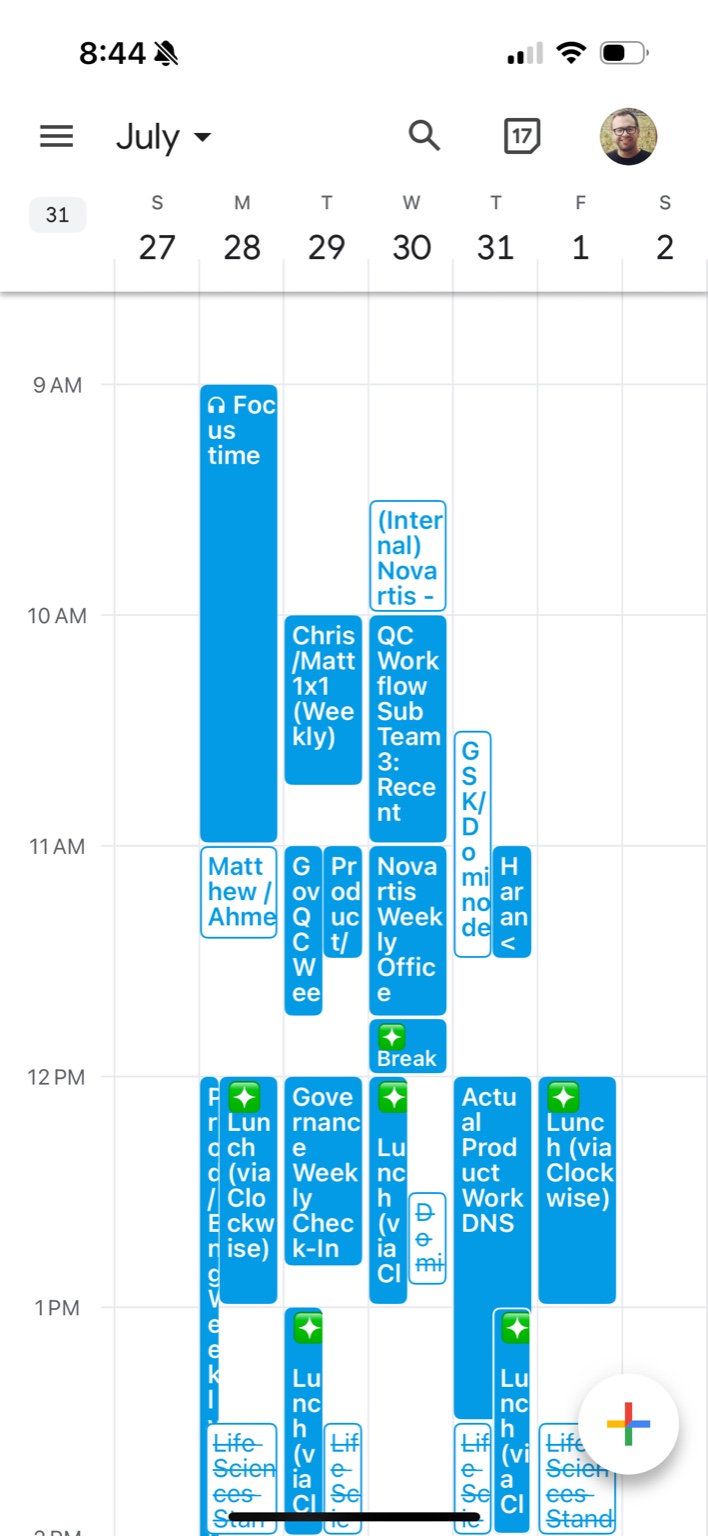 8:44
July
17
31
S M T W T F S
27 28 29 30 31 1 2
9 AM
Foc
us
time
(Inter
nal)
Nova
rtis -
10 AM
Chris
/Matt
1x1
(Wee
kly)
QC
Work
flow
Sub
Team
3:
Rece
nt
G
S
K/
D
o
mi
no
de
11 AM
Matt
hew /
Ahme
G
ov
Q
C
W
ee
Pr
od
uc
t/
Nova
rtis
Week
ly
Offic
e
H
ar
an
<
Break
12 PM
P
r
o
d
/
E
n
g
W
e
e
k
l
Lun
ch
(via
Clo
ckw
ise)
Gove
rnanc
e
Week
ly
Chec
k-In
Lu
nc
h
(v
ia
Cl
D
o
mi
Actu
al
Prod
uct
Work
DNS
Lunc
h (via
Clock
wise)
1 PM
Lu
nc
h
(v
ia
Cl
Lu
nc
h
(vi
a
Cl
Life
Scien
ces
Stan
Lif
e
Sc
ie
Lif
e
Sc
ie
Life
Scien
ces
Stand